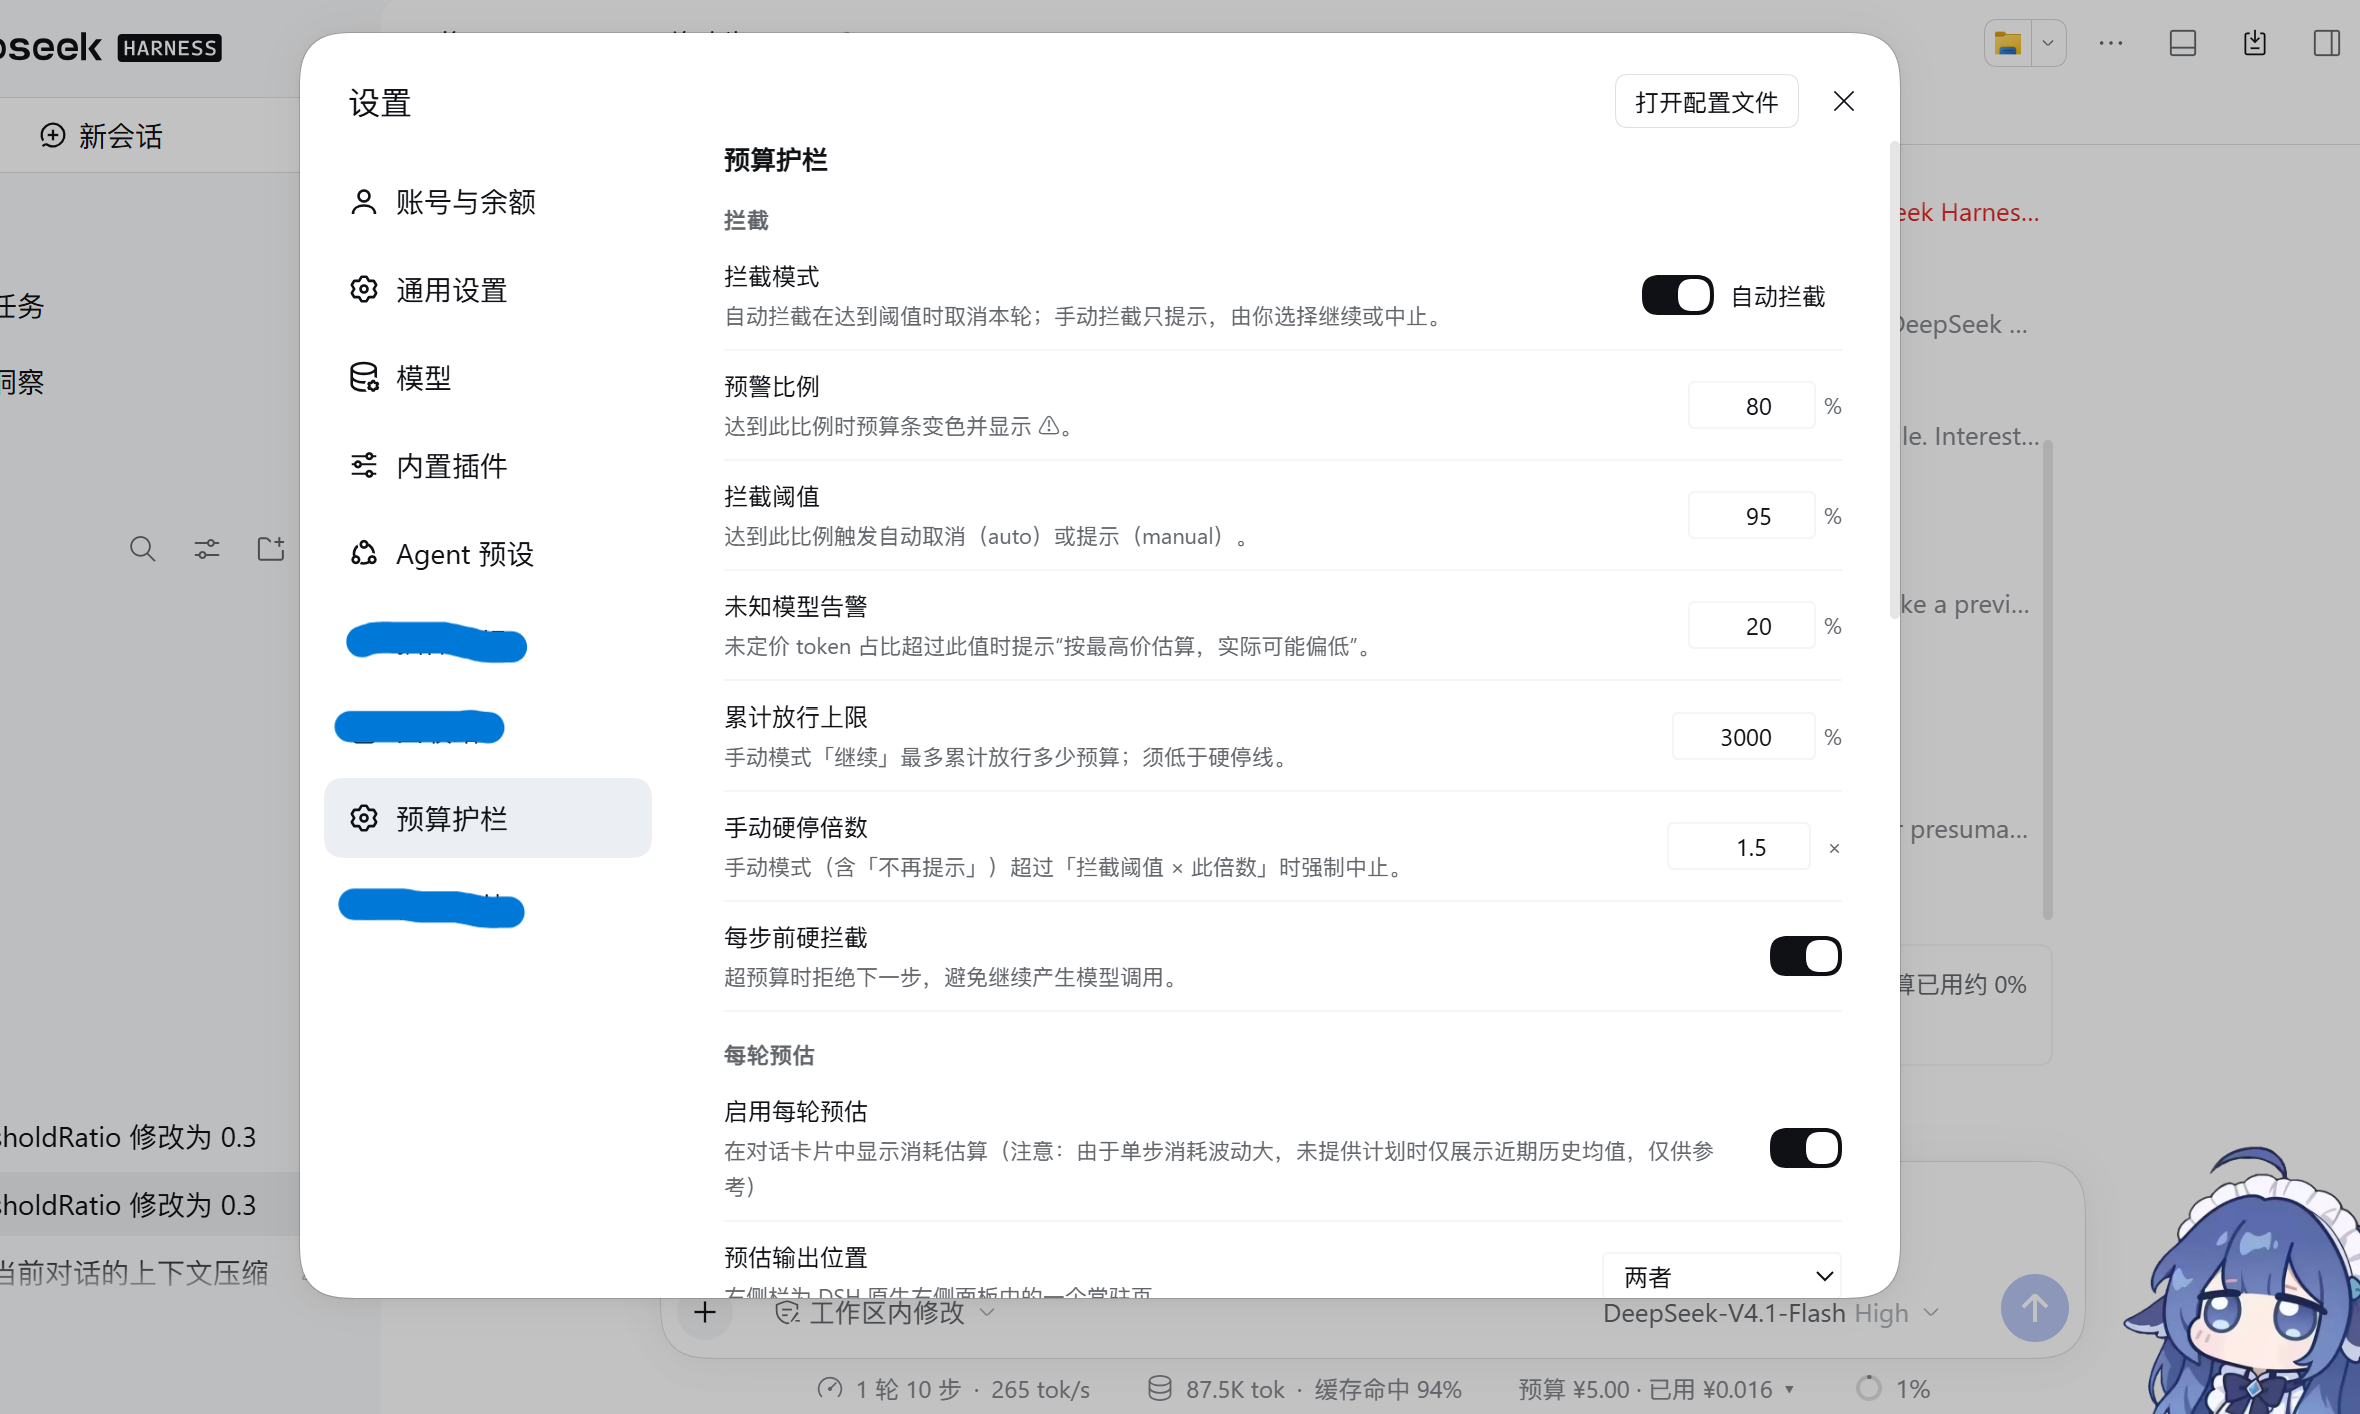 seek HARNESS
新会话
任务
洞察
holdRatio 修改为 0.3
holdRatio 修改为 0.3
当前对话的上下文压缩
设置
打开配置文件
账号与余额
通用设置
模型
内置插件
Agent 预设
预算护栏
预算护栏
拦截
拦截模式
自动拦截在达到阈值时取消本轮；手动拦截只提示，由你选择继续或中止。
自动拦截
预警比例
达到此比例时预算条变色并显示 ⚠。
80 %
拦截阈值
达到此比例触发自动取消（auto）或提示（manual）。
95 %
未知模型告警
未定价 token 占比超过此值时提示“按最高价估算，实际可能偏低”。
20 %
累计放行上限
手动模式「继续」最多累计放行多少预算；须低于硬停线。
3000 %
手动硬停倍数
手动模式（含「不再提示」）超过「拦截阈值 × 此倍数」时强制中止。
1.5 ×
每步前硬拦截
超预算时拒绝下一步，避免继续产生模型调用。
每轮预估
启用每轮预估
在对话卡片中显示消耗估算（注意：由于单步消耗波动大，未提供计划时仅展示近期历史均值，仅供参
考）
预估输出位置
右侧栏为 DSH 原生右侧面板中的一个常驻页
两者
eek Harnes...
DeepSeek ...
le. Interest...
ke a previ...
presuma...
算已用约 0%
工作区内修改
DeepSeek-V4.1-Flash High
1 轮 10 步 · 265 tok/s
87.5K tok · 缓存命中 94%
预算 ¥5.00 · 已用 ¥0.016 ▾
1%